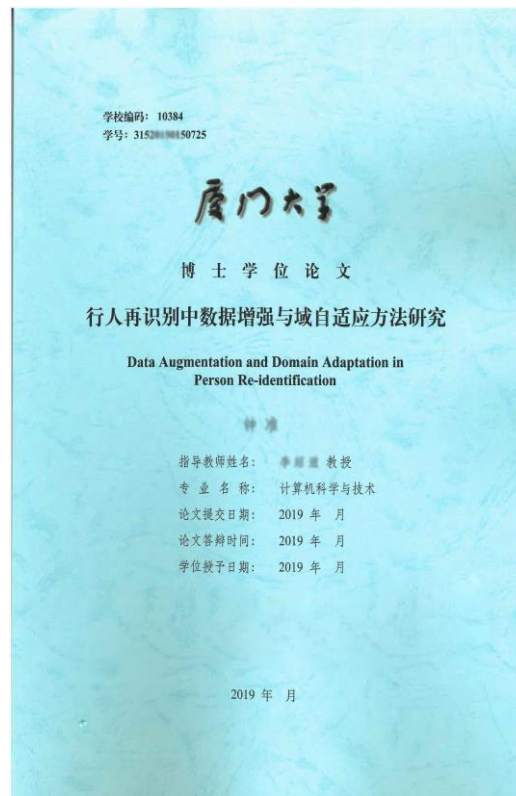 学校编码: 10384
学号: 315 50725
厦门大学
博士学位论文
行人再识别中数据增强与域自适应方法研究
Data Augmentation and Domain Adaptation in
Person Re-identification
指导教师姓名: 教授
专业名称: 计算机科学与技术
论文提交日期: 2019 年 月
论文答辩时间: 2019 年 月
学位授予日期: 2019 年 月
2019 年 月